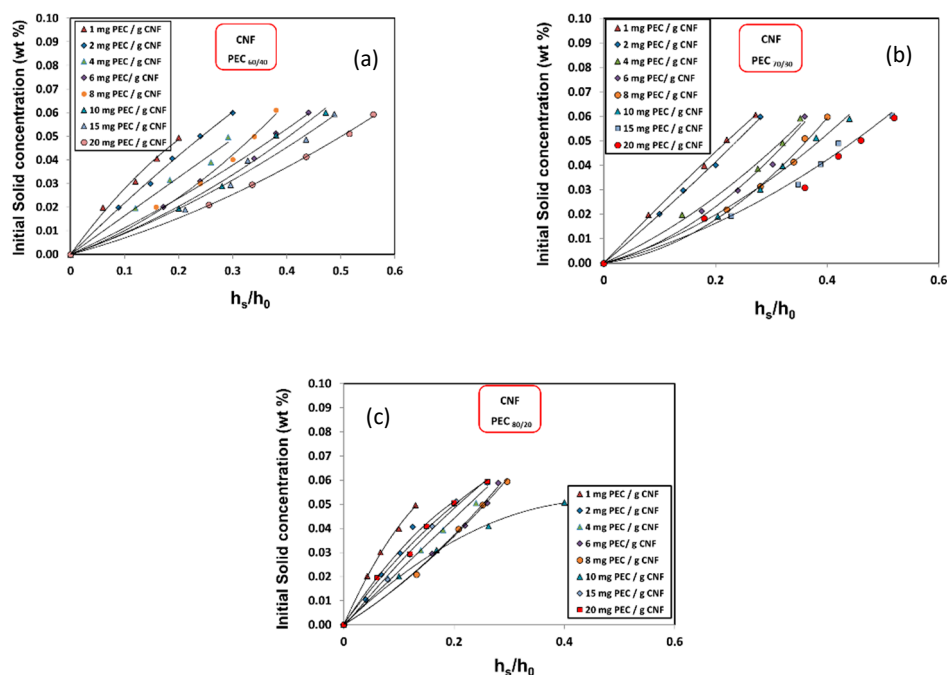 (a)
Initial Solid concentration (wt %)
0.10
0.09
0.08
0.07
0.06
0.05
0.04
0.03
0.02
0.01
0.00
1 mg PEC / g CNF
2 mg PEC / g CNF
4 mg PEC / g CNF
6 mg PEC/ g CNF
8 mg PEC / g CNF
10 mg PEC / g CNF
15 mg PEC / g CNF
20 mg PEC / g CNF
CNF
PEC 60/40
0 0.1 0.2 0.3 0.4 0.5 0.6
hs/h0
(b)
Initial Solid concentration (wt %)
0.10
0.09
0.08
0.07
0.06
0.05
0.04
0.03
0.02
0.01
0.00
1 mg PEC / g CNF
2 mg PEC / g CNF
4 mg PEC / g CNF
6 mg PEC / g CNF
8 mg PEC / g CNF
10 mg PEC / g CNF
15 mg PEC / g CNF
20 mg PEC / g CNF
CNF
PEC 70/30
0 0.2 0.4 0.6
hs/h0
(c)
Initial Solid concentration (wt %)
0.10
0.09
0.08
0.07
0.06
0.05
0.04
0.03
0.02
0.01
0.00
CNF
PEC 80/20
1 mg PEC / g CNF
2 mg PEC / g CNF
4 mg PEC / g CNF
6 mg PEC/ g CNF
8 mg PEC / g CNF
10 mg PEC / g CNF
15 mg PEC / g CNF
20 mg PEC / g CNF
0 0.2 0.4 0.6
hs/h0